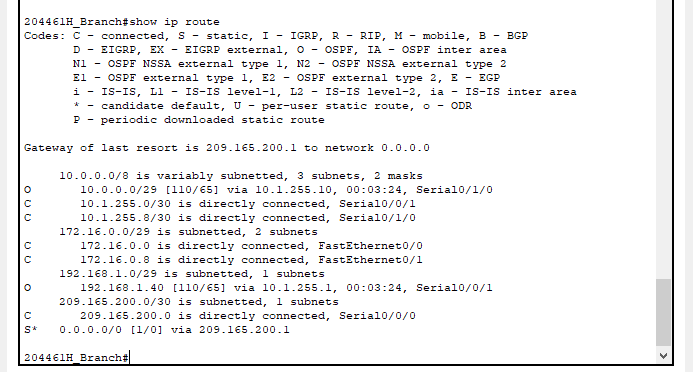 204461H_Branch#show ip route
Codes: C - connected, S - static, I - IGRP, R - RIP, M - mobile, B - BGP
       D - EIGRP, EX - EIGRP external, O - OSPF, IA - OSPF inter area
       N1 - OSPF NSSA external type 1, N2 - OSPF NSSA external type 2
       E1 - OSPF external type 1, E2 - OSPF external type 2, E - EGP
       i - IS-IS, L1 - IS-IS level-1, L2 - IS-IS level-2, ia - IS-IS inter area
       * - candidate default, U - per-user static route, o - ODR
       P - periodic downloaded static route

Gateway of last resort is 209.165.200.1 to network 0.0.0.0

     10.0.0.0/8 is variably subnetted, 3 subnets, 2 masks
O       10.0.0.0/29 [110/65] via 10.1.255.10, 00:03:24, Serial0/1/0
C       10.1.255.0/30 is directly connected, Serial0/0/1
C       10.1.255.8/30 is directly connected, Serial0/1/0
     172.16.0.0/29 is subnetted, 2 subnets
C       172.16.0.0 is directly connected, FastEthernet0/0
C       172.16.0.8 is directly connected, FastEthernet0/1
     192.168.1.0/29 is subnetted, 1 subnets
O       192.168.1.40 [110/65] via 10.1.255.1, 00:03:24, Serial0/0/1
     209.165.200.0/30 is subnetted, 1 subnets
C       209.165.200.0 is directly connected, Serial0/0/0
S*   0.0.0.0/0 [1/0] via 209.165.200.1

204461H_Branch#